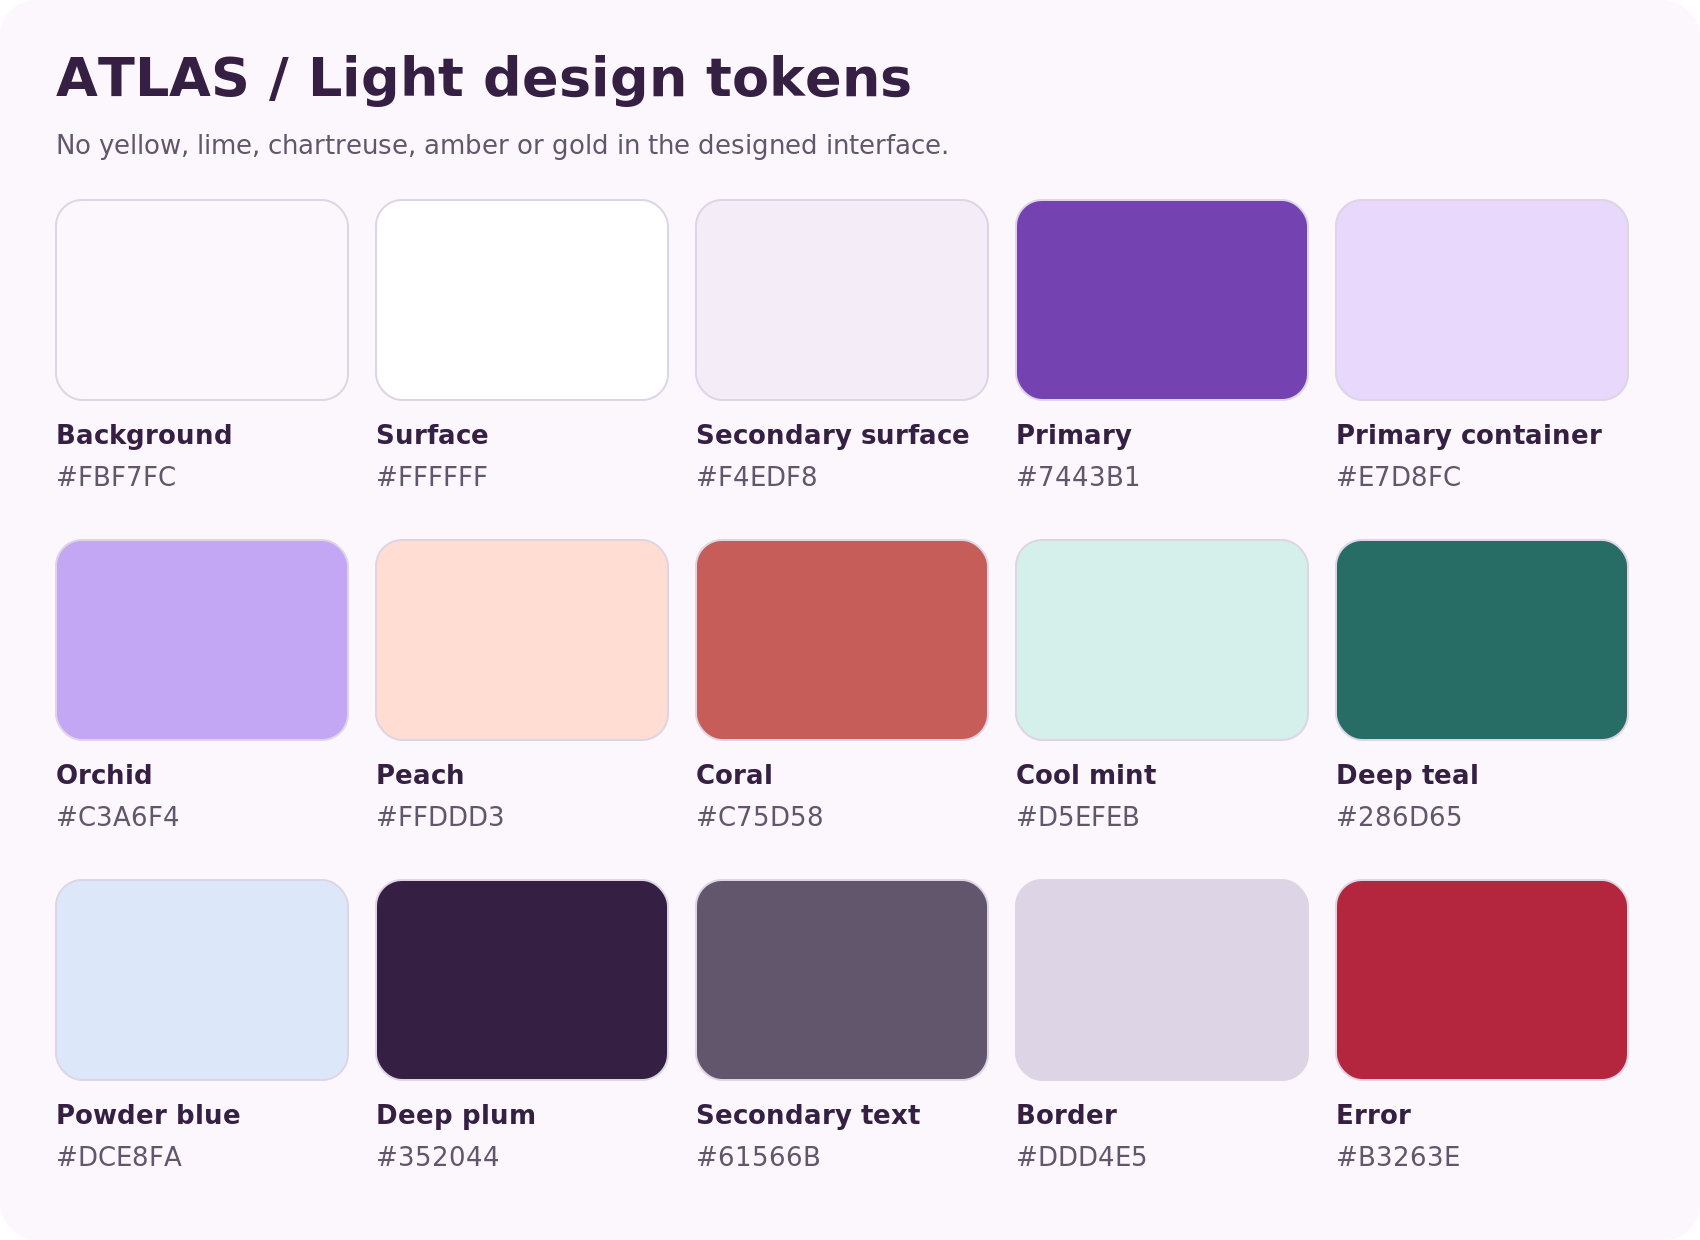 ATLAS / Light design tokens
No yellow, lime, chartreuse, amber or gold in the designed interface.
Background
#FBF7FC
Surface
#FFFFFF
Secondary surface
#F4EDF8
Primary
#7443B1
Primary container
#E7D8FC
Orchid
#C3A6F4
Peach
#FFDDD3
Coral
#C75D58
Cool mint
#D5EFEB
Deep teal
#286D65
Powder blue
#DCE8FA
Deep plum
#352044
Secondary text
#61566B
Border
#DDD4E5
Error
#B3263E